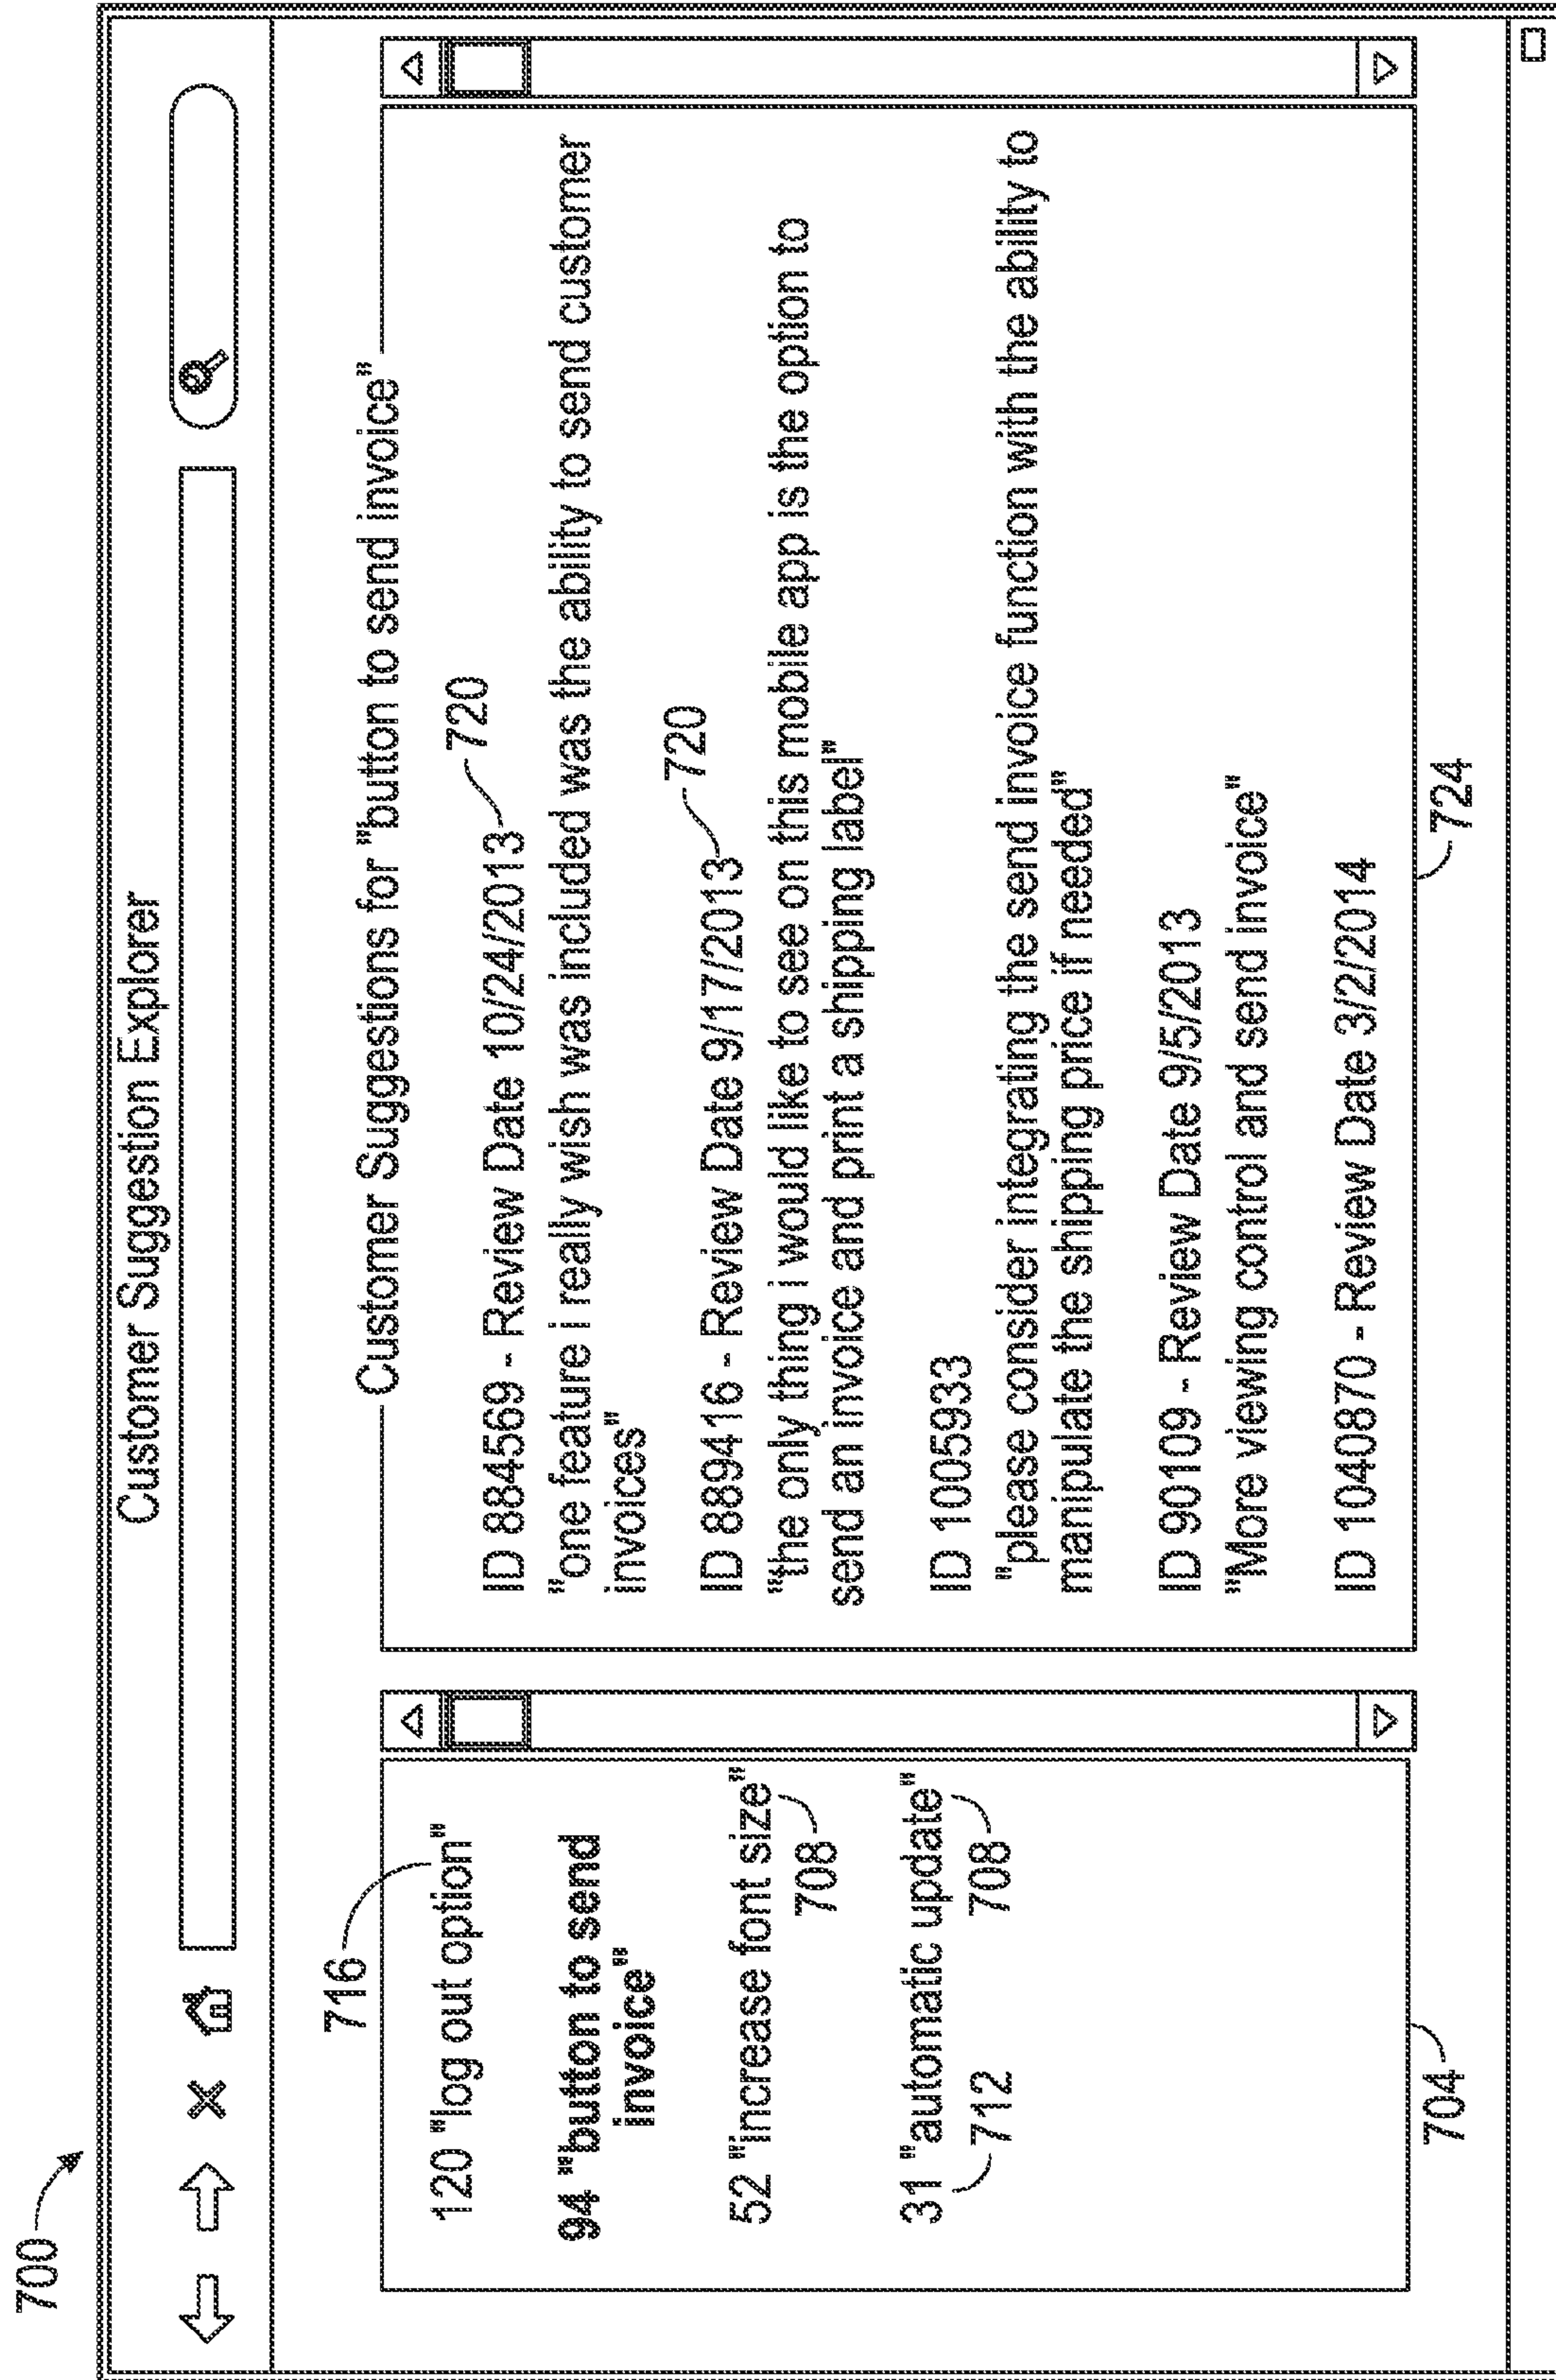 700
Customer Suggestion Explorer
716
120 "log out option"
94 "button to send
invoice"
52 "increase font size"
708
31 "automatic update"
712
708
704
Customer Suggestions for "button to send invoice"
720
ID 884569 - Review Date 10/24/2013
"one feature i really wish was included was the ability to send customer
invoices"
720
ID 889416 - Review Date 9/17/2013
"the only thing i would like to see on this mobile app is the option to
send an invoice and print a shipping label"
ID 1005933
"please consider integrating the send invoice function with the ability to
manipulate the shipping price if needed"
ID 90109 - Review Date 9/5/2013
"More viewing control and send invoice"
ID 1040870 - Review Date 3/2/2014
724